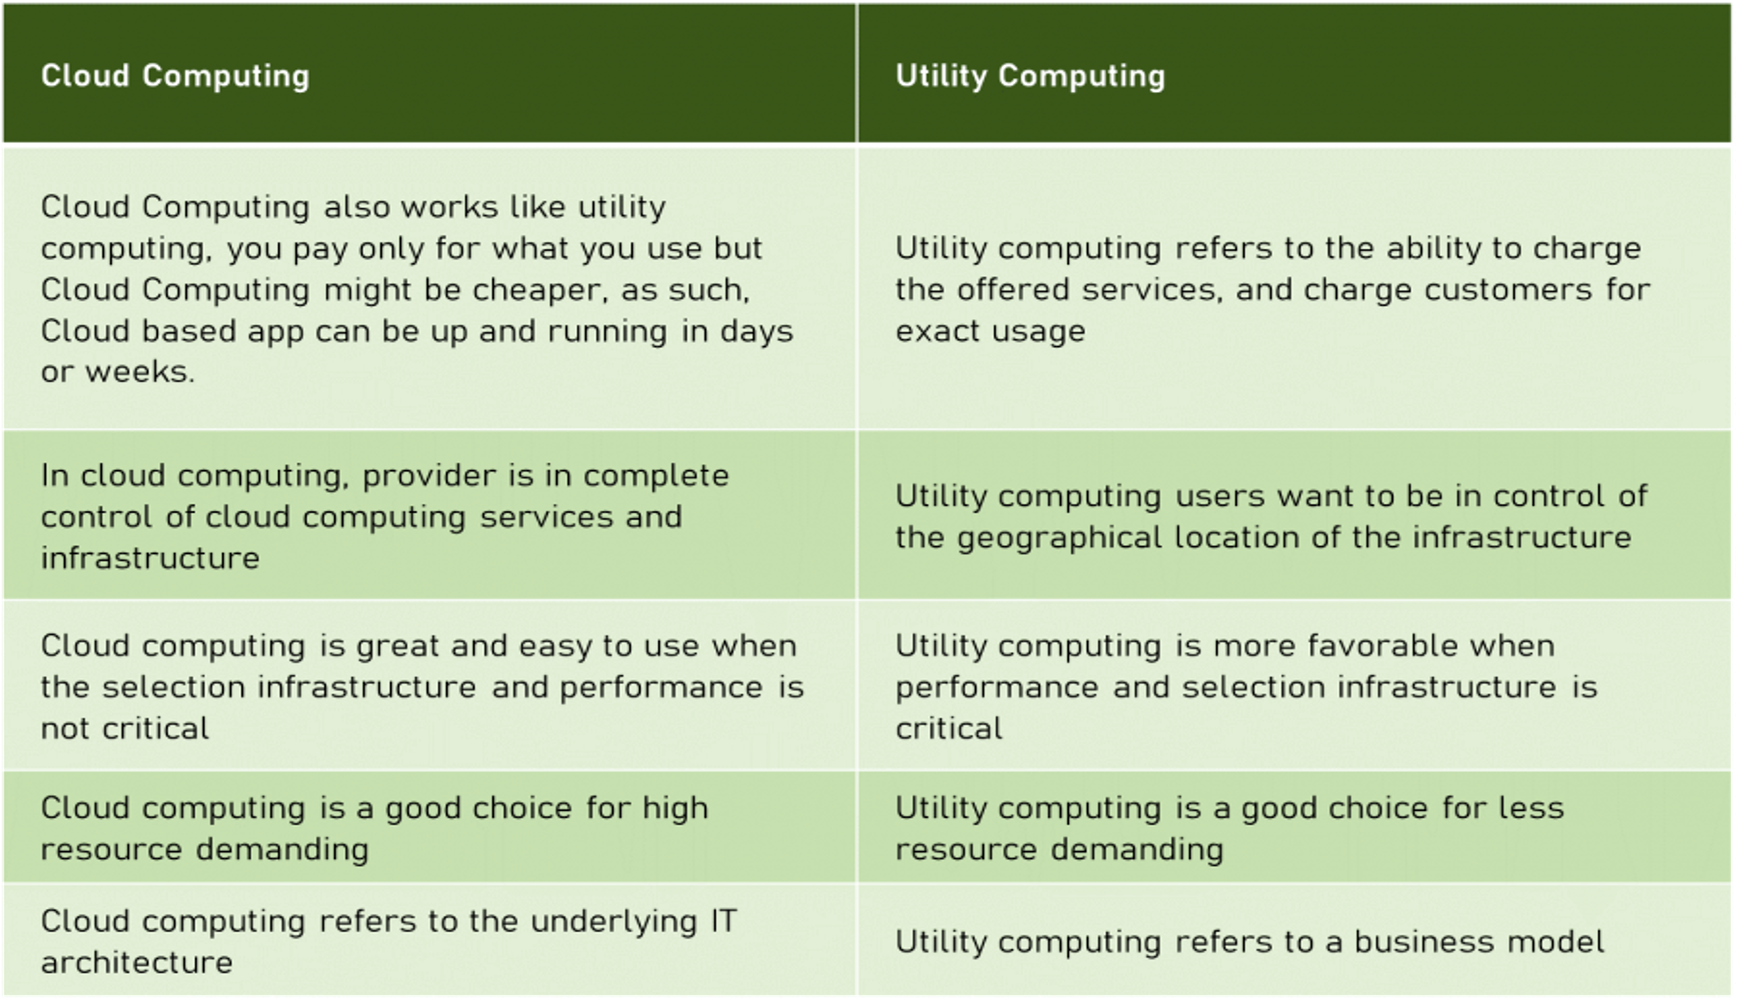 Cloud Computing
Utility Computing
Cloud Computing also works like utility
computing, you pay only for what you use but
Cloud Computing might be cheaper, as such,
Cloud based app can be up and running in days
or weeks.
Utility computing refers to the ability to charge
the offered services, and charge customers for
exact usage
In cloud computing, provider is in complete
control of cloud computing services and
infrastructure
Utility computing users want to be in control of
the geographical location of the infrastructure
Cloud computing is great and easy to use when
the selection infrastructure and performance is
not critical
Utility computing is more favorable when
performance and selection infrastructure is
critical
Cloud computing is a good choice for high
resource demanding
Utility computing is a good choice for less
resource demanding
Cloud computing refers to the underlying IT
architecture
Utility computing refers to a business model